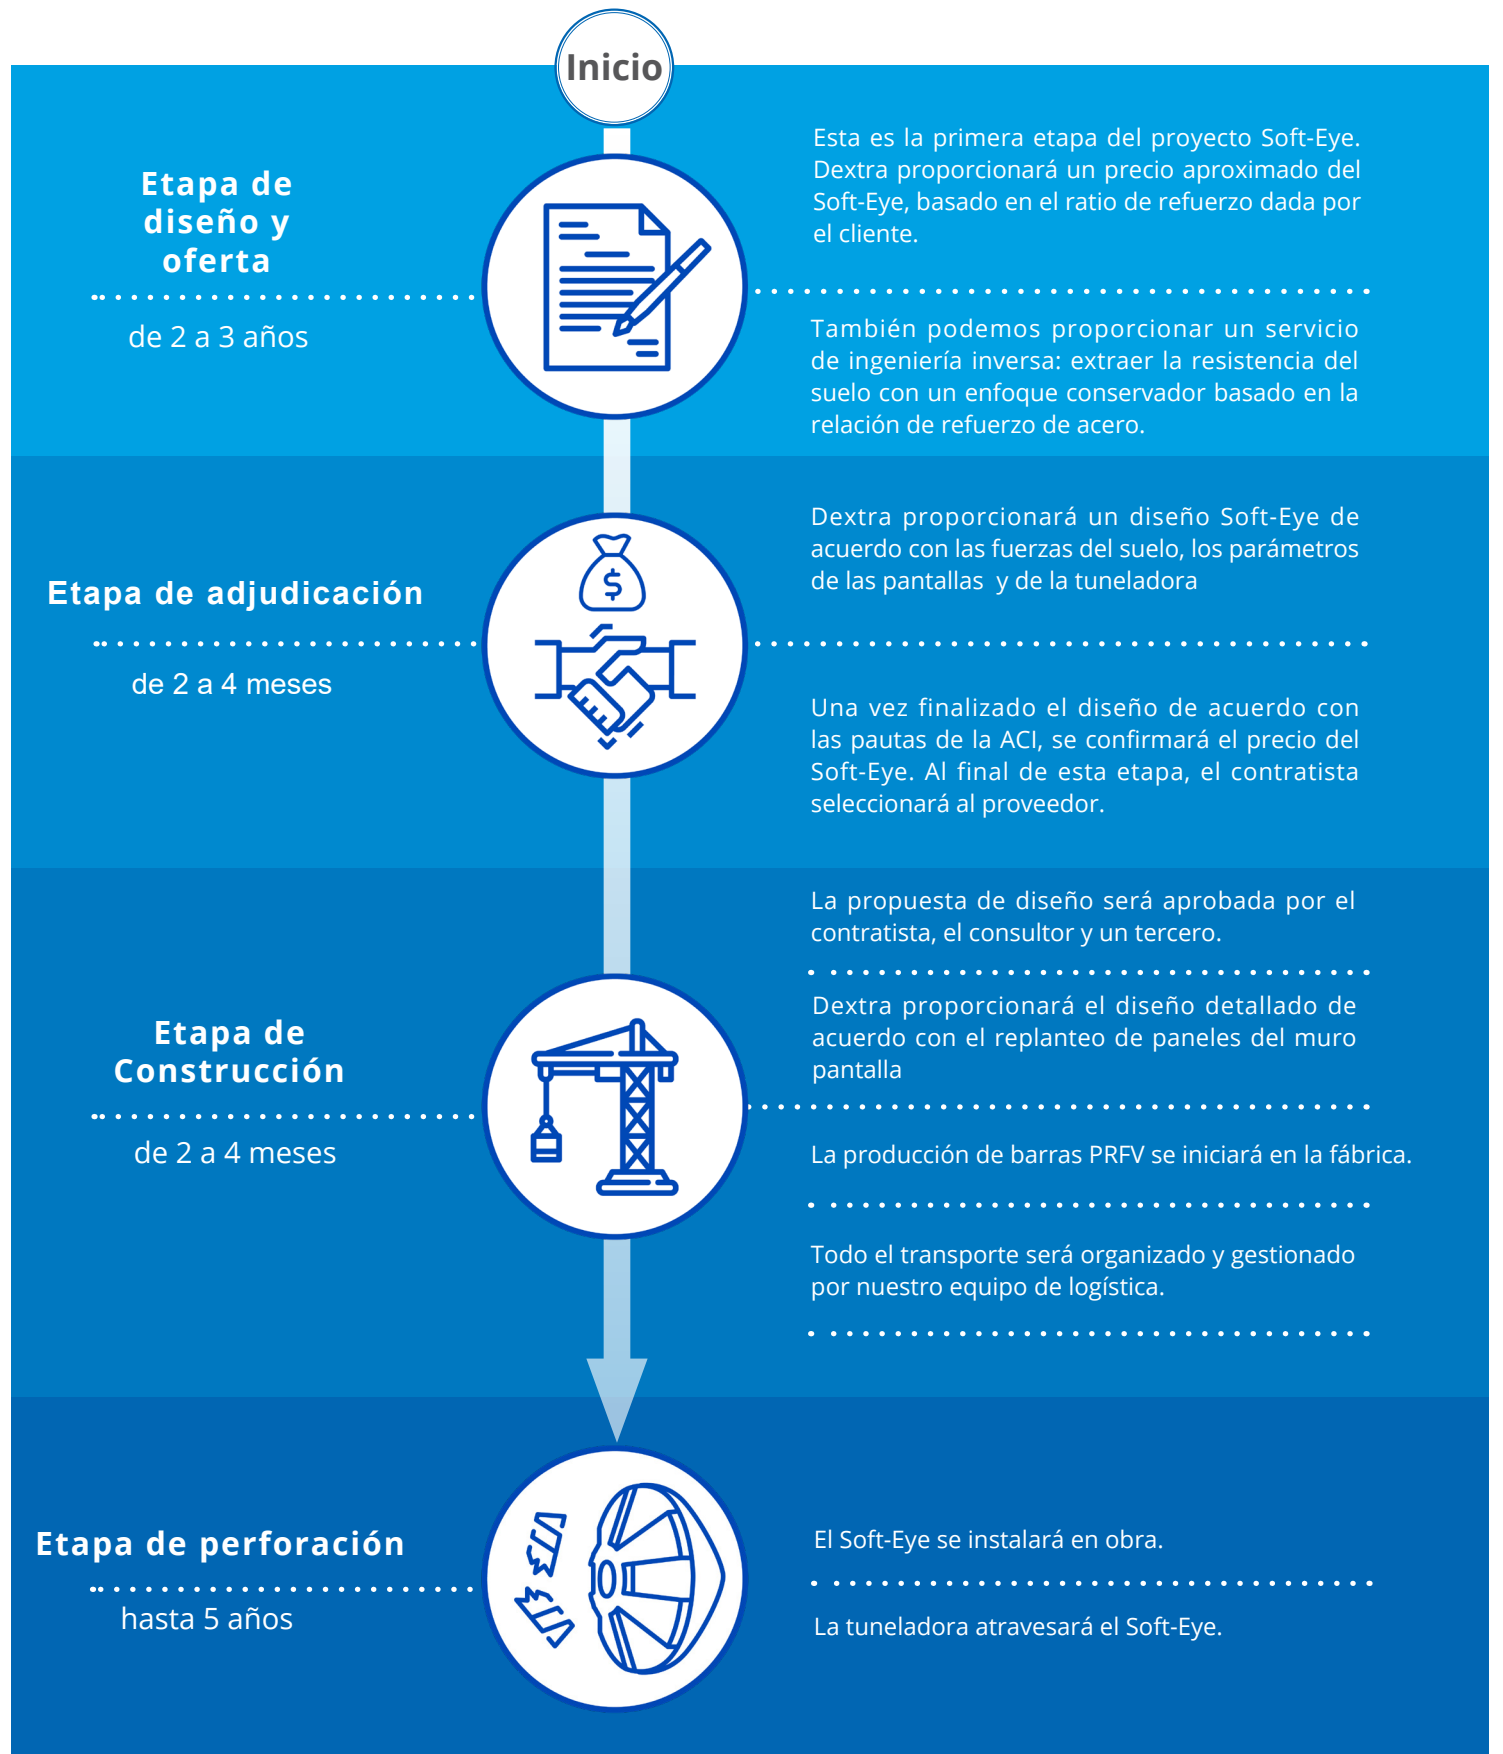 Inicio
Etapa de
diseño y
oferta
de 2 a 3 años
Esta es la primera etapa del proyecto Soft-Eye.
Dextra proporcionará un precio aproximado del
Soft-Eye, basado en el ratio de refuerzo dada por
el cliente.
También podemos proporcionar un servicio
de ingeniería inversa: extraer la resistencia del
suelo con un enfoque conservador basado en la
relación de refuerzo de acero.
Etapa de adjudicación
de 2 a 4 meses
$
Dextra proporcionará un diseño Soft-Eye de
acuerdo con las fuerzas del suelo, los parámetros
de las pantallas y de la tuneladora
Una vez finalizado el diseño de acuerdo con
las pautas de la ACI, se confirmará el precio del
Soft-Eye. Al final de esta etapa, el contratista
seleccionará al proveedor.
Etapa de
Construcción
de 2 a 4 meses
La propuesta de diseño será aprobada por el
contratista, el consultor y un tercero.
Dextra proporcionará el diseño detallado de
acuerdo con el replanteo de paneles del muro
pantalla
La producción de barras PRFV se iniciará en la fábrica.
Todo el transporte será organizado y gestionado
por nuestro equipo de logística.
Etapa de perforación
hasta 5 años
El Soft-Eye se instalará en obra.
La tuneladora atravesará el Soft-Eye.